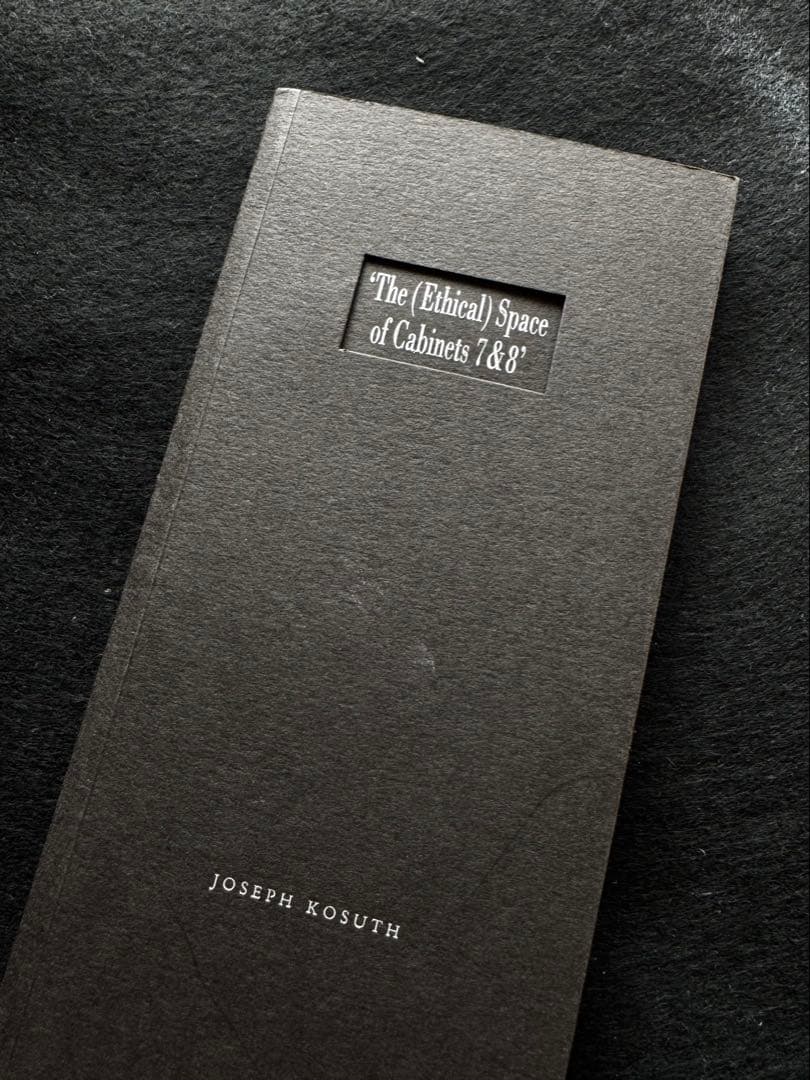 ‘The (Ethical) Space
of Cabinets 7&8’
JOSEPH KOSUTH